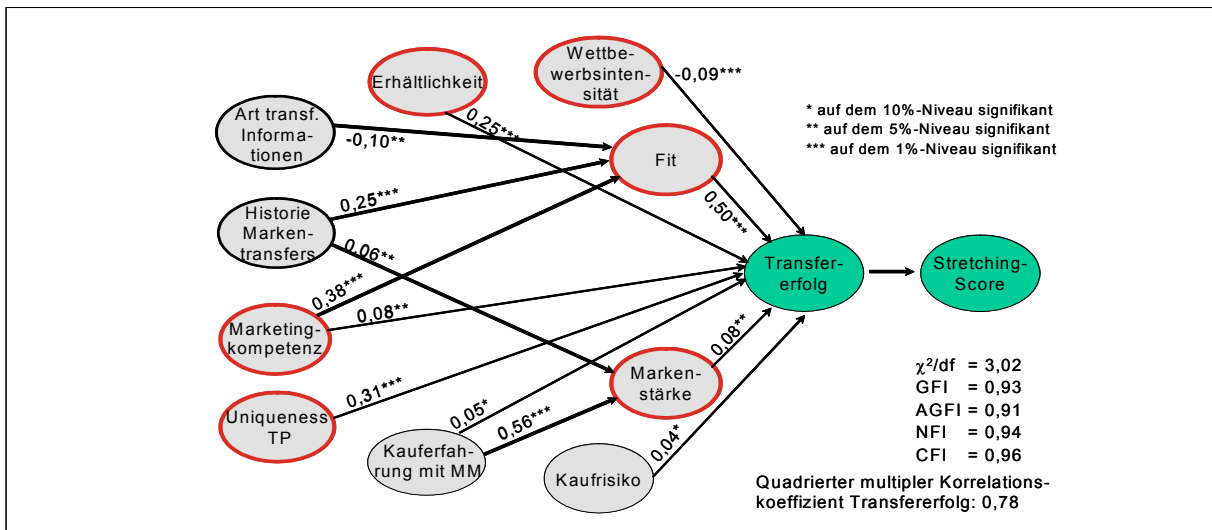 Wettbe-
werbsinten-
sität
-0,09***
Erhältlichkeit
0,25***
* auf dem 10%-Niveau signifikant
** auf dem 5%-Niveau signifikant
*** auf dem 1%-Niveau signifikant
Art transf.
Informa-
tionen
-0,10**
Fit
0,50***
Historie
Marken-
transfers
0,25***
0,06**
Transfer-
erfolg
Stretching-
Score
Marketing-
kompetenz
0,38***
0,08**
Marken-
stärke
0,08**
Uniqueness
TP
0,31***
Kauferfah-
rung mit MM
0,05*
0,56***
Kaufrisiko
0,04*
χ²/df = 3,02
GFI = 0,93
AGFI = 0,91
NFI = 0,94
CFI = 0,96
Quadrierter multipler Korrelations-
koeffizient Transfererfolg: 0,78